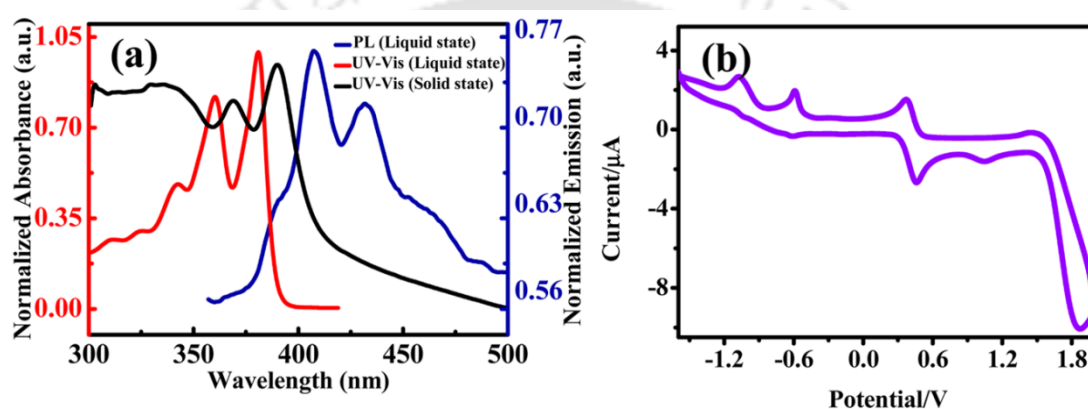 (a)
PL (Liquid state)
UV-Vis (Liquid state)
UV-Vis (Solid state)
Normalized Absorbance (a.u.)
1.05
0.70
0.35
0.00
300
350
400
450
500
Wavelength (nm)
0.77
0.70
0.63
0.56
Normalized Emission (a.u.)
(b)
Current/μA
4
0
-4
-8
-1.2
-0.6
0.0
0.6
1.2
1.8
Potential/V